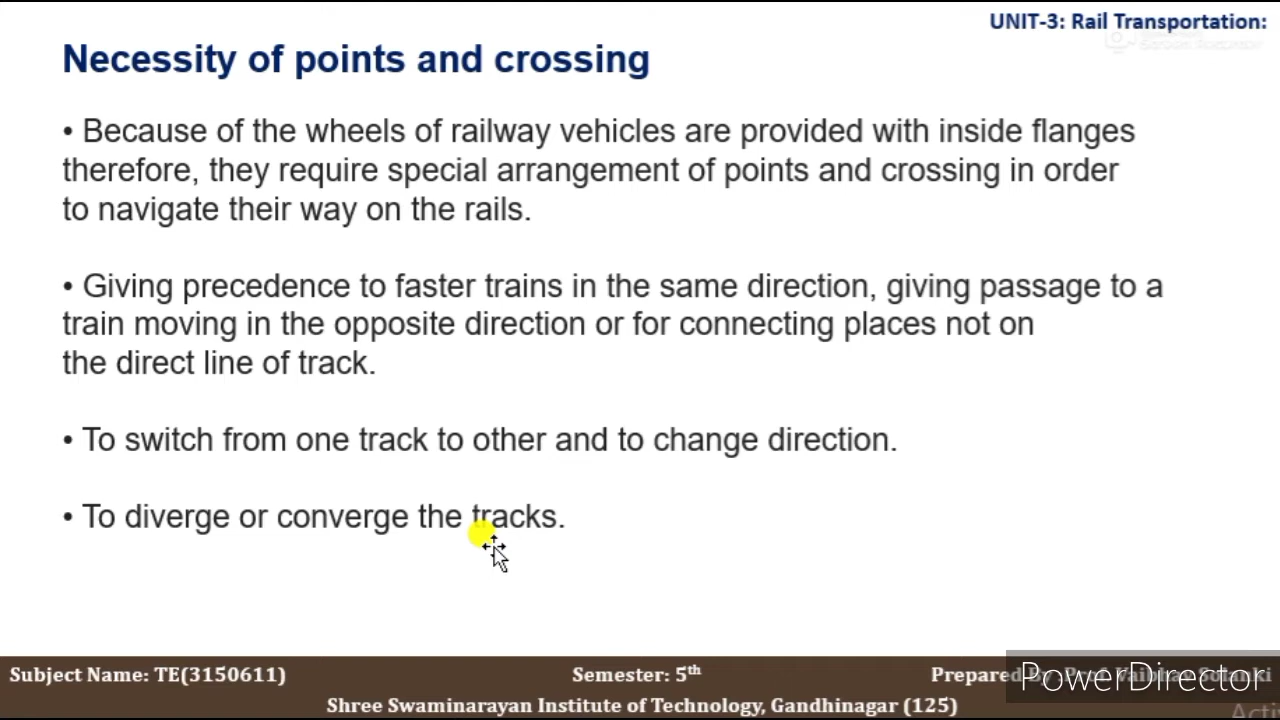 UNIT-3: Rail Transportation:
Necessity of points and crossing
• Because of the wheels of railway vehicles are provided with inside flanges
therefore, they require special arrangement of points and crossing in order
to navigate their way on the rails.
• Giving precedence to faster trains in the same direction, giving passage to a
train moving in the opposite direction or for connecting places not on
the direct line of track.
• To switch from one track to other and to change direction.
• To diverge or converge the tracks.
Subject Name: TE(3150611)
Semester: 5th
Prepared By
PowerDirector
Shree Swaminarayan Institute of Technology, Gandhinagar (125)